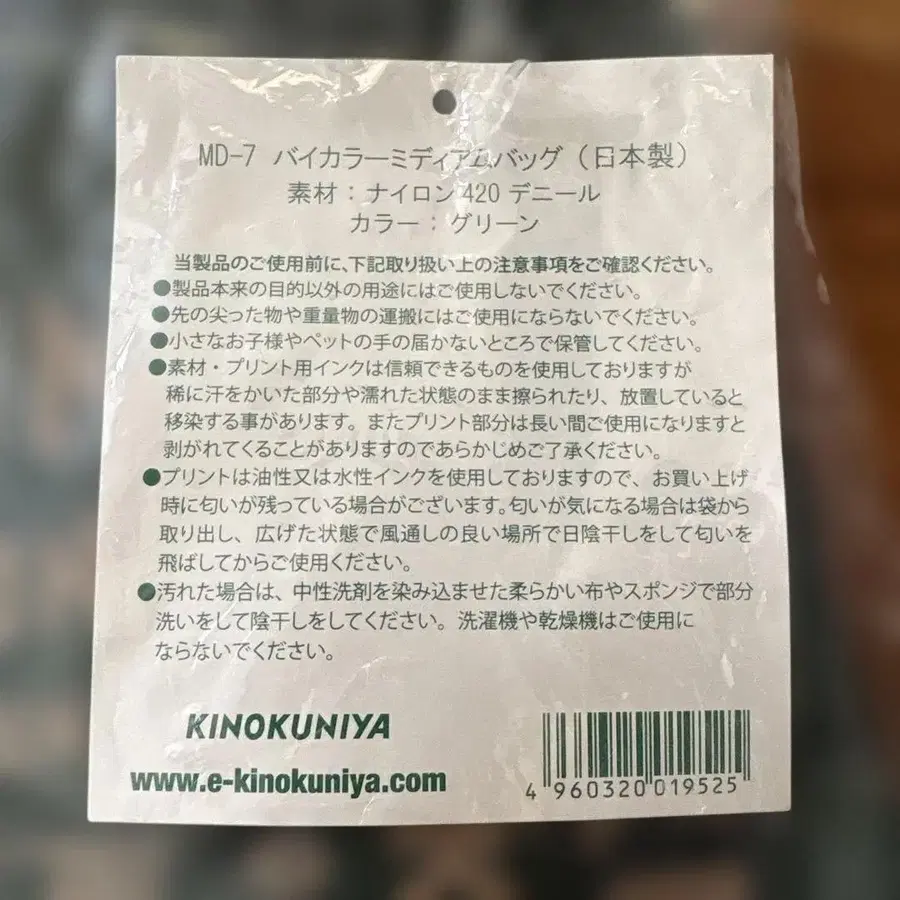 MD-7 バイカラーミディアムバッグ（日本製）
素材：ナイロン 420 デニール
カラー：グリーン
当製品のご使用前に、下記取り扱い上の注意事項をご確認ください。
●製品本来の目的以外の用途にはご使用しないでください。
●先の尖った物や重量物の運搬にはご使用にならないでください。
●小さなお子様やペットの手の届かないところで保管してください。
●素材・プリント用インクは信頼できるものを使用しておりますが
稀に汗をかいた部分や濡れた状態のまま擦られたり、放置していると
移染する事があります。またプリント部分は長い間ご使用になりますと
剥がれてくることがありますのであらかじめご了承ください。
●プリントは油性又は水性インクを使用しておりますので、お買い上げ
時に匂いが残っている場合がございます。匂いが気になる場合は袋から
取り出し、広げた状態で風通しの良い場所で日陰干しをして匂いを
飛ばしてからご使用ください。
●汚れた場合は、中性洗剤を染み込ませた柔らかい布やスポンジで部分
洗いをして陰干しをしてください。洗濯機や乾燥機はご使用に
ならないでください。
KINOKUNIYA
www.e-kinokuniya.com
4 960320 019525